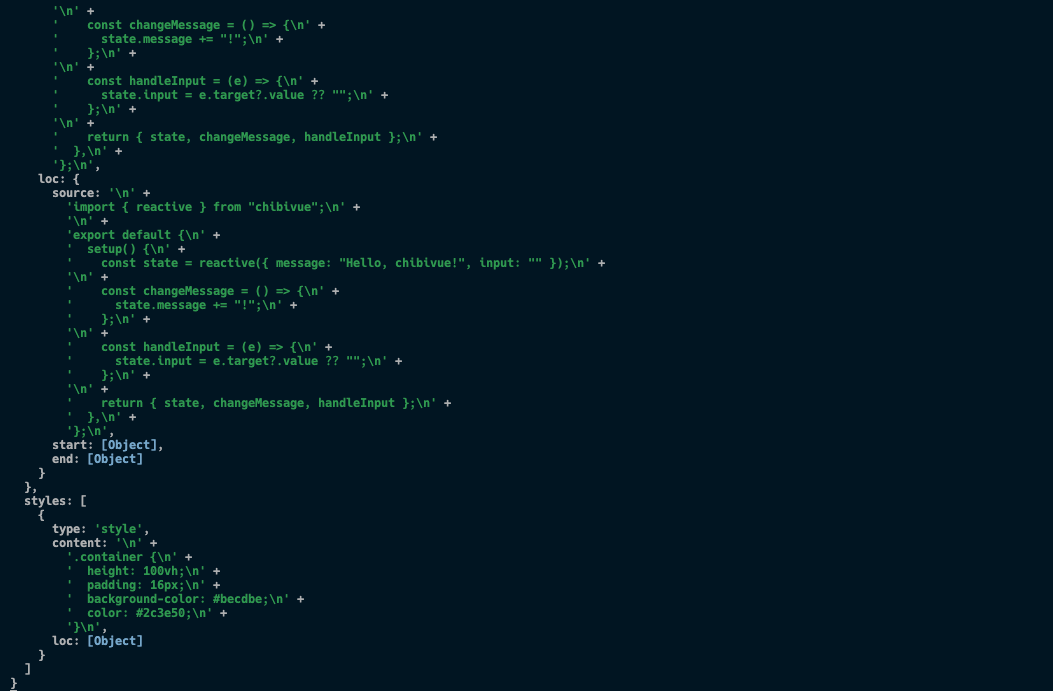 '\n' +
      '    const changeMessage = () => {\n' +
      '      state.message += "!";\n' +
      '    };\n' +
      '\n' +
      '    const handleInput = (e) => {\n' +
      '      state.input = e.target?.value ?? "";\n' +
      '    };\n' +
      '\n' +
      '    return { state, changeMessage, handleInput };\n' +
      '  },\n' +
      '};\n',
    loc: {
      source: '\n' +
        'import { reactive } from "chibivue";\n' +
        '\n' +
        'export default {\n' +
        '  setup() {\n' +
        '    const state = reactive({ message: "Hello, chibivue!", input: "" });\n' +
        '\n' +
        '    const changeMessage = () => {\n' +
        '      state.message += "!";\n' +
        '    };\n' +
        '\n' +
        '    const handleInput = (e) => {\n' +
        '      state.input = e.target?.value ?? "";\n' +
        '    };\n' +
        '\n' +
        '    return { state, changeMessage, handleInput };\n' +
        '  },\n' +
        '};\n',
      start: [Object],
      end: [Object]
    }
  },
  styles: [
    {
      type: 'style',
      content: '\n' +
        '.container {\n' +
        '  height: 100vh;\n' +
        '  padding: 16px;\n' +
        '  background-color: #becdbe;\n' +
        '  color: #2c3e50;\n' +
        '}\n',
      loc: [Object]
    }
  ]
}